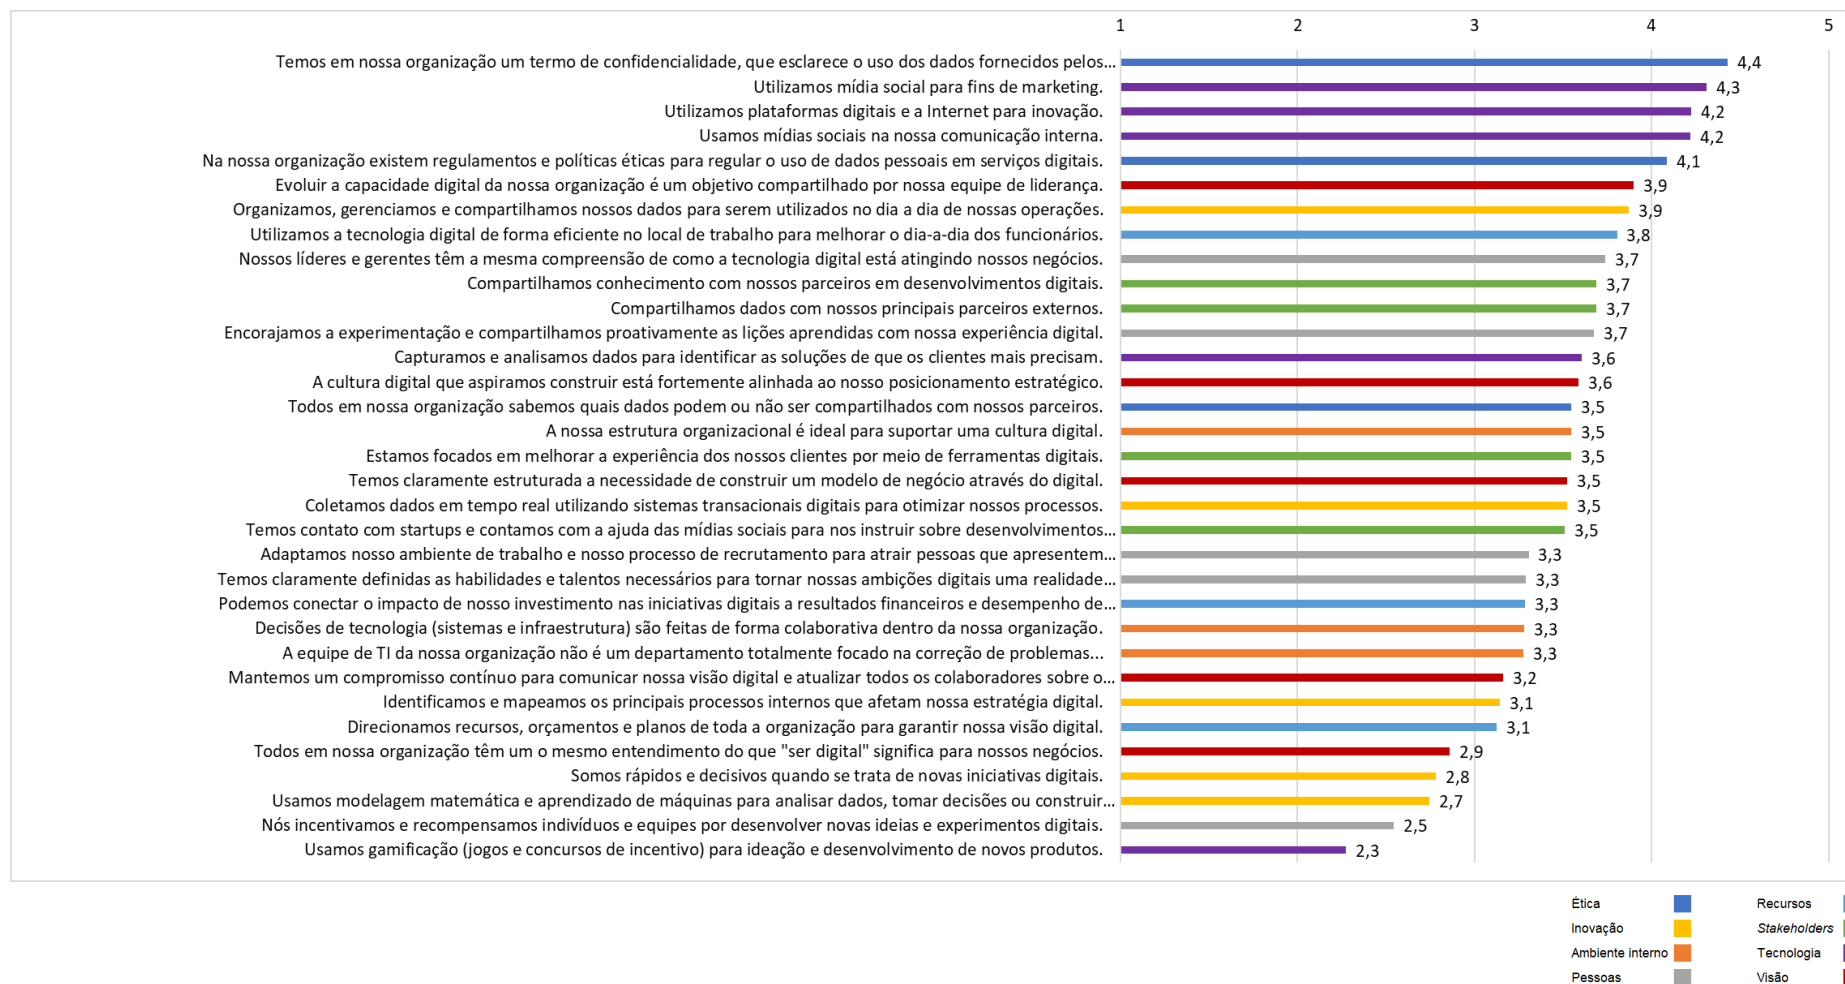 1 2 3 4 5
Temos em nossa organização um termo de confidencialidade, que esclarece o uso dos dados fornecidos pelos... 4,4
Utilizamos mídia social para fins de marketing. 4,3
Utilizamos plataformas digitais e a Internet para inovação. 4,2
Usamos mídias sociais na nossa comunicação interna. 4,2
Na nossa organização existem regulamentos e políticas éticas para regular o uso de dados pessoais em serviços digitais. 4,1
Evoluir a capacidade digital da nossa organização é um objetivo compartilhado por nossa equipe de liderança. 3,9
Organizamos, gerenciamos e compartilhamos nossos dados para serem utilizados no dia a dia de nossas operações. 3,9
Utilizamos a tecnologia digital de forma eficiente no local de trabalho para melhorar o dia-a-dia dos funcionários. 3,8
Nossos líderes e gerentes têm a mesma compreensão de como a tecnologia digital está atingindo nossos negócios. 3,7
Compartilhamos conhecimento com nossos parceiros em desenvolvimentos digitais. 3,7
Compartilhamos dados com nossos principais parceiros externos. 3,7
Encorajamos a experimentação e compartilhamos proativamente as lições aprendidas com nossa experiência digital. 3,7
Capturamos e analisamos dados para identificar as soluções de que os clientes mais precisam. 3,6
A cultura digital que aspiramos construir está fortemente alinhada ao nosso posicionamento estratégico. 3,6
Todos em nossa organização sabemos quais dados podem ou não ser compartilhados com nossos parceiros. 3,5
A nossa estrutura organizacional é ideal para suportar uma cultura digital. 3,5
Estamos focados em melhorar a experiência dos nossos clientes por meio de ferramentas digitais. 3,5
Temos claramente estruturada a necessidade de construir um modelo de negócio através do digital. 3,5
Coletamos dados em tempo real utilizando sistemas transacionais digitais para otimizar nossos processos. 3,5
Temos contato com startups e contamos com a ajuda das mídias sociais para nos instruir sobre desenvolvimentos... 3,5
Adaptamos nosso ambiente de trabalho e nosso processo de recrutamento para atrair pessoas que apresentem... 3,3
Temos claramente definidas as habilidades e talentos necessários para tornar nossas ambições digitais uma realidade... 3,3
Podemos conectar o impacto de nosso investimento nas iniciativas digitais a resultados financeiros e desempenho de... 3,3
Decisões de tecnologia (sistemas e infraestrutura) são feitas de forma colaborativa dentro da nossa organização. 3,3
A equipe de TI da nossa organização não é um departamento totalmente focado na correção de problemas... 3,3
Mantemos um compromisso contínuo para comunicar nossa visão digital e atualizar todos os colaboradores sobre o... 3,2
Identificamos e mapeamos os principais processos internos que afetam nossa estratégia digital. 3,1
Direcionamos recursos, orçamentos e planos de toda a organização para garantir nossa visão digital. 3,1
Todos em nossa organização têm um o mesmo entendimento do que "ser digital" significa para nossos negócios. 2,9
Somos rápidos e decisivos quando se trata de novas iniciativas digitais. 2,8
Usamos modelagem matemática e aprendizado de máquinas para analisar dados, tomar decisões ou construir... 2,7
Nós incentivamos e recompensamos indivíduos e equipes por desenvolver novas ideias e experimentos digitais. 2,5
Usamos gamificação (jogos e concursos de incentivo) para ideação e desenvolvimento de novos produtos. 2,3
Ética Recursos
Inovação Stakeholders
Ambiente interno Tecnologia
Pessoas Visão